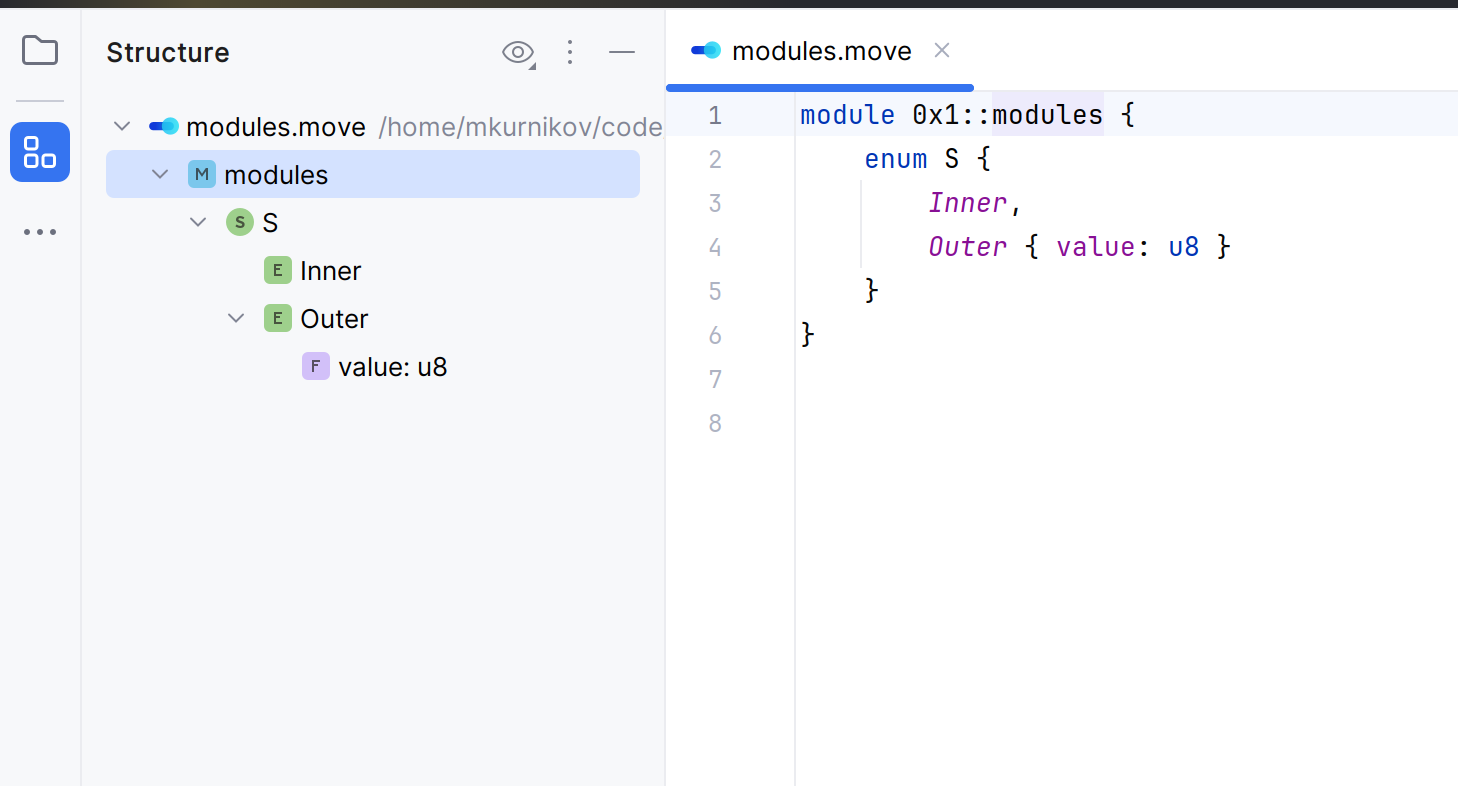 Structure
modules.move /home/mkurnikov/code
M modules
S S
E Inner
E Outer
F value: u8
modules.move
1 module 0x1::modules {
2 enum S {
3 Inner,
4 Outer { value: u8 }
5 }
6 }
7
8